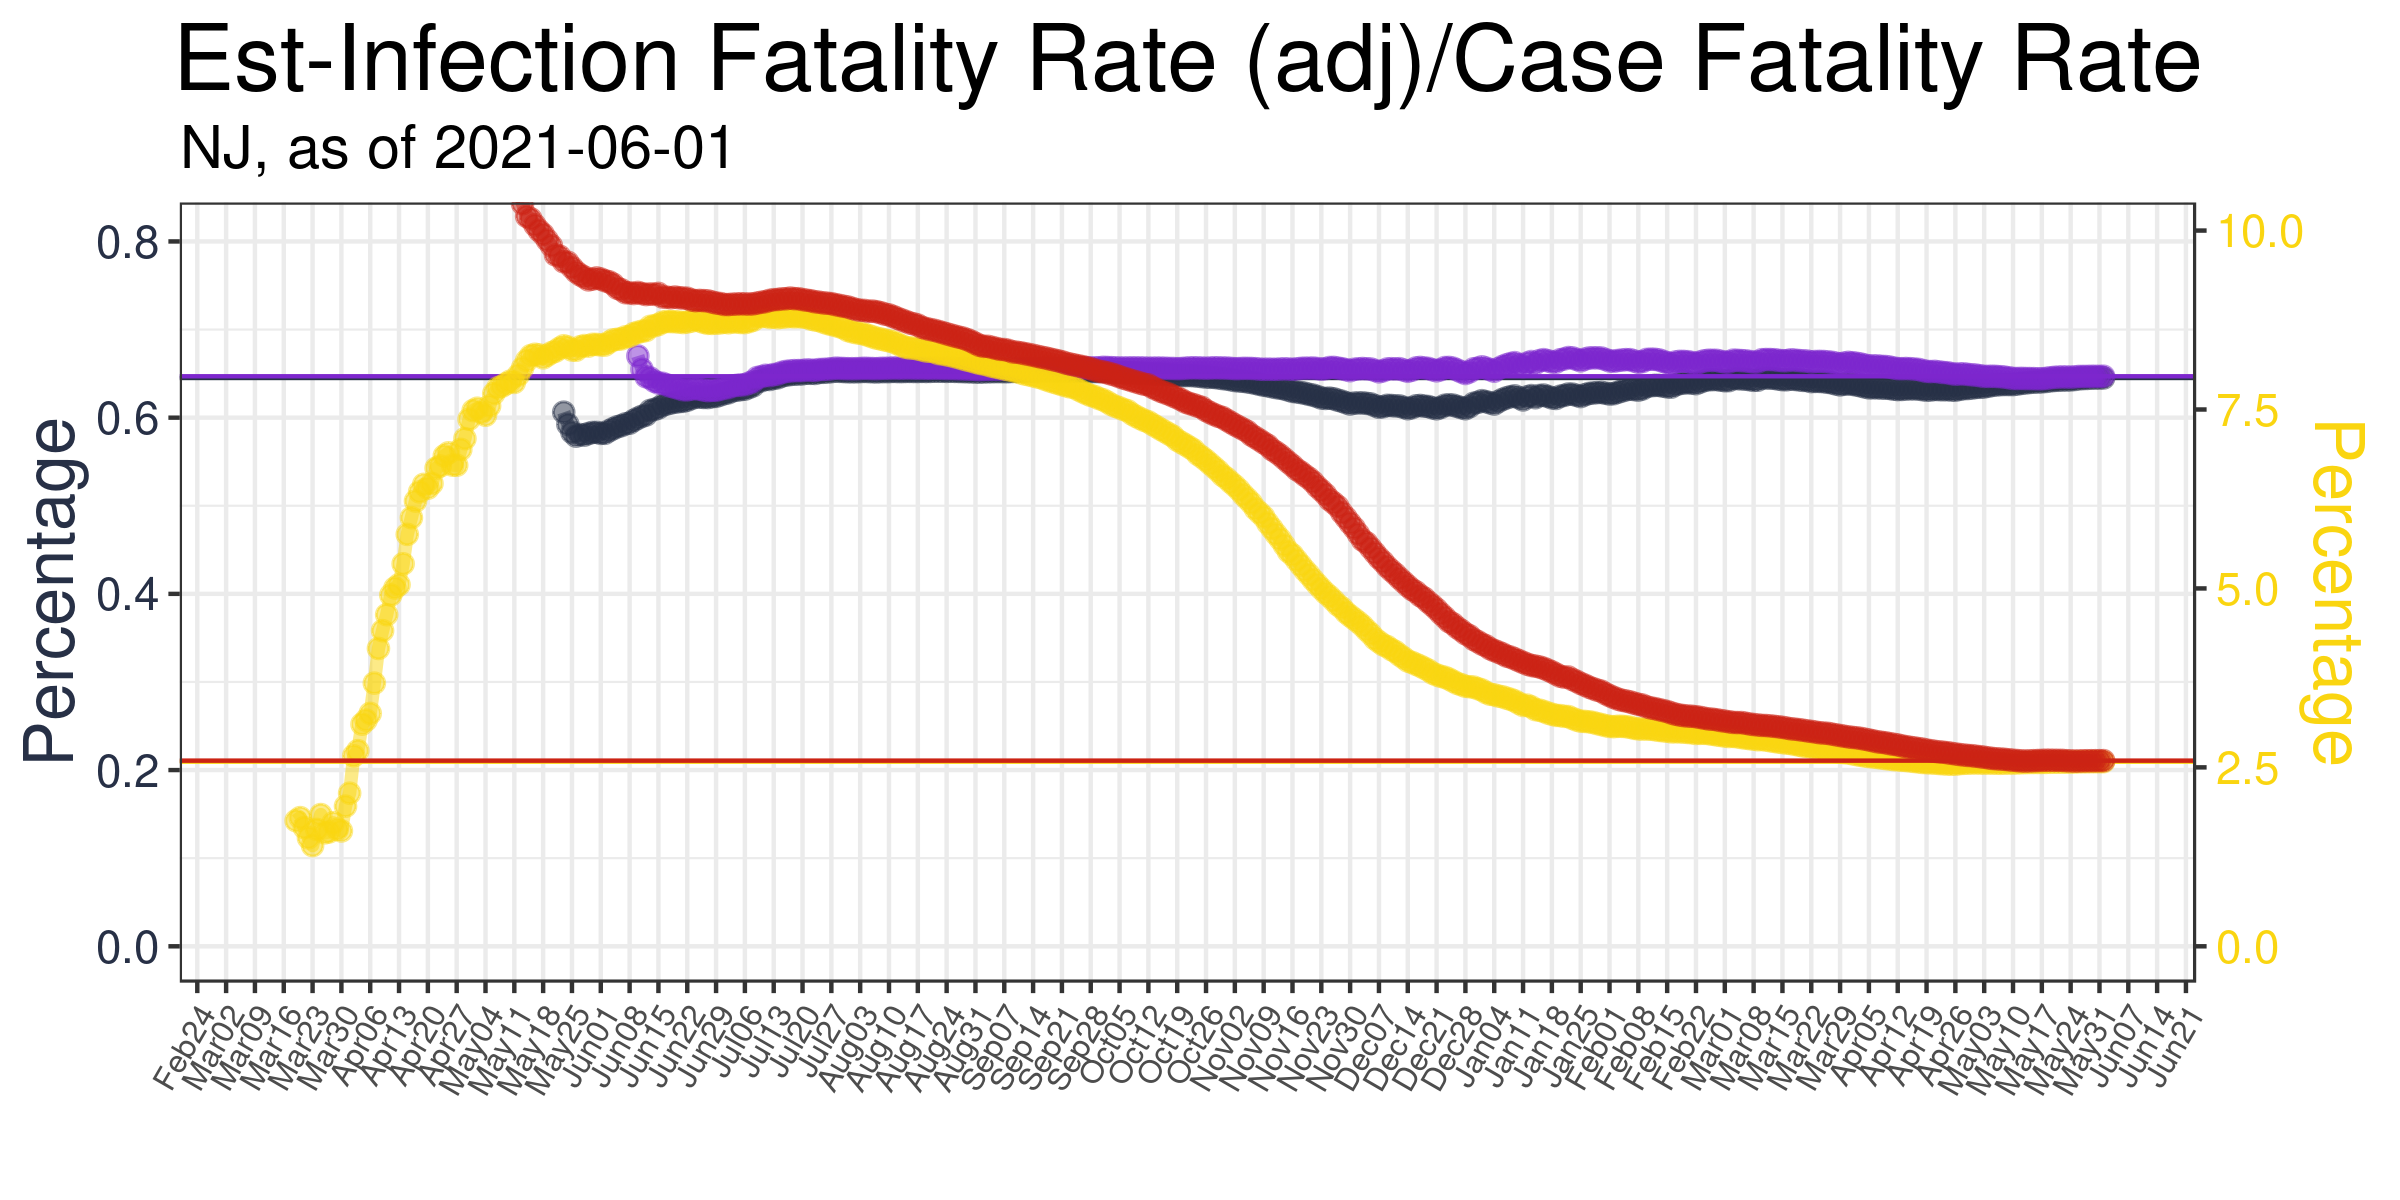 Est-Infection Fatality Rate (adj)/Case Fatality Rate
NJ, as of 2021-06-01
Percentage
0.8
0.6
0.4
0.2
0.0
10.0
7.5
5.0
2.5
0.0
Percentage
Feb24
Mar02
Mar09
Mar16
Mar23
Mar30
Apr06
Apr13
Apr20
Apr27
May04
May11
May18
May25
Jun01
Jun08
Jun15
Jun22
Jun29
Jul06
Jul13
Jul20
Jul27
Aug03
Aug10
Aug17
Aug24
Aug31
Sep07
Sep14
Sep21
Sep28
Oct05
Oct12
Oct19
Oct26
Nov02
Nov09
Nov16
Nov23
Nov30
Dec07
Dec14
Dec21
Dec28
Jan04
Jan11
Jan18
Jan25
Feb01
Feb08
Feb15
Feb22
Mar01
Mar08
Mar15
Mar22
Mar29
Apr05
Apr12
Apr19
Apr26
May03
May10
May17
May24
May31
Jun07
Jun14
Jun21